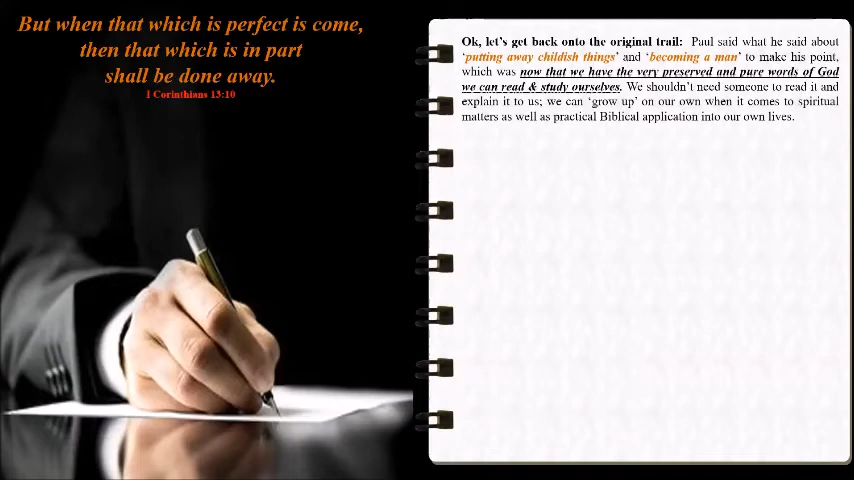 But when that which is perfect is come,
then that which is in part
shall be done away.
I Corinthians 13:10
Ok, let's get back onto the original trail: Paul said what he said about
'putting away childish things' and 'becoming a man' to make his point,
which was now that we have the very preserved and pure words of God
we can read & study ourselves. We shouldn't need someone to read it and
explain it to us; we can 'grow up' on our own when it comes to spiritual
matters as well as practical Biblical application into our own lives.